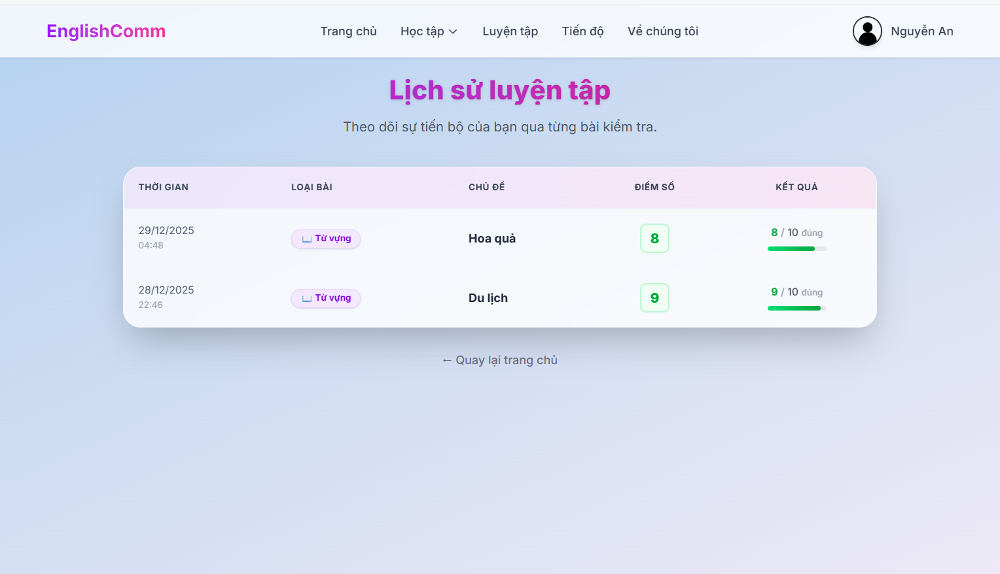 EnglishComm
Trang chủ Học tập Luyện tập Tiến độ Về chúng tôi Nguyễn An
Lịch sử luyện tập
Theo dõi sự tiến bộ của bạn qua từng bài kiểm tra.
THỜI GIAN LOẠI BÀI CHỦ ĐỀ ĐIỂM SỐ KẾT QUẢ
29/12/2025
04:48
Từ vựng
Hoa quả
8
8 / 10 đúng
28/12/2025
22:46
Từ vựng
Du lịch
9
9 / 10 đúng
← Quay lại trang chủ